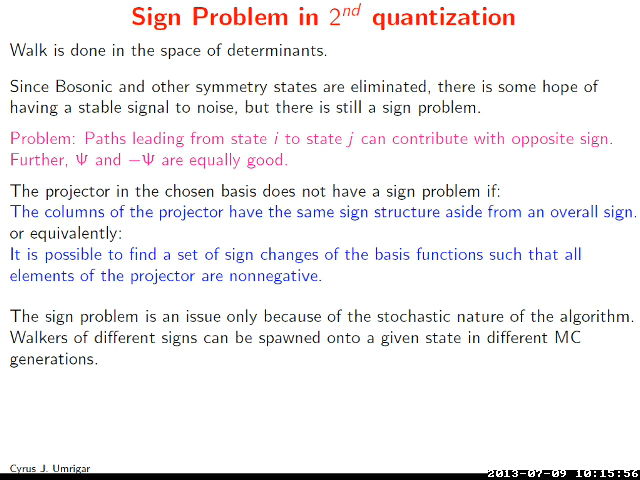 Sign Problem in 2nd quantization
Walk is done in the space of determinants.
Since Bosonic and other symmetry states are eliminated, there is some hope of
having a stable signal to noise, but there is still a sign problem.
Problem: Paths leading from state i to state j can contribute with opposite sign.
Further, Ψ and −Ψ are equally good.
The projector in the chosen basis does not have a sign problem if:
The columns of the projector have the same sign structure aside from an overall sign.
or equivalently:
It is possible to find a set of sign changes of the basis functions such that all
elements of the projector are nonnegative.
The sign problem is an issue only because of the stochastic nature of the algorithm.
Walkers of different signs can be spawned onto a given state in different MC
generations.
Cyrus J. Umrigar
2013-07-09 10:15:56